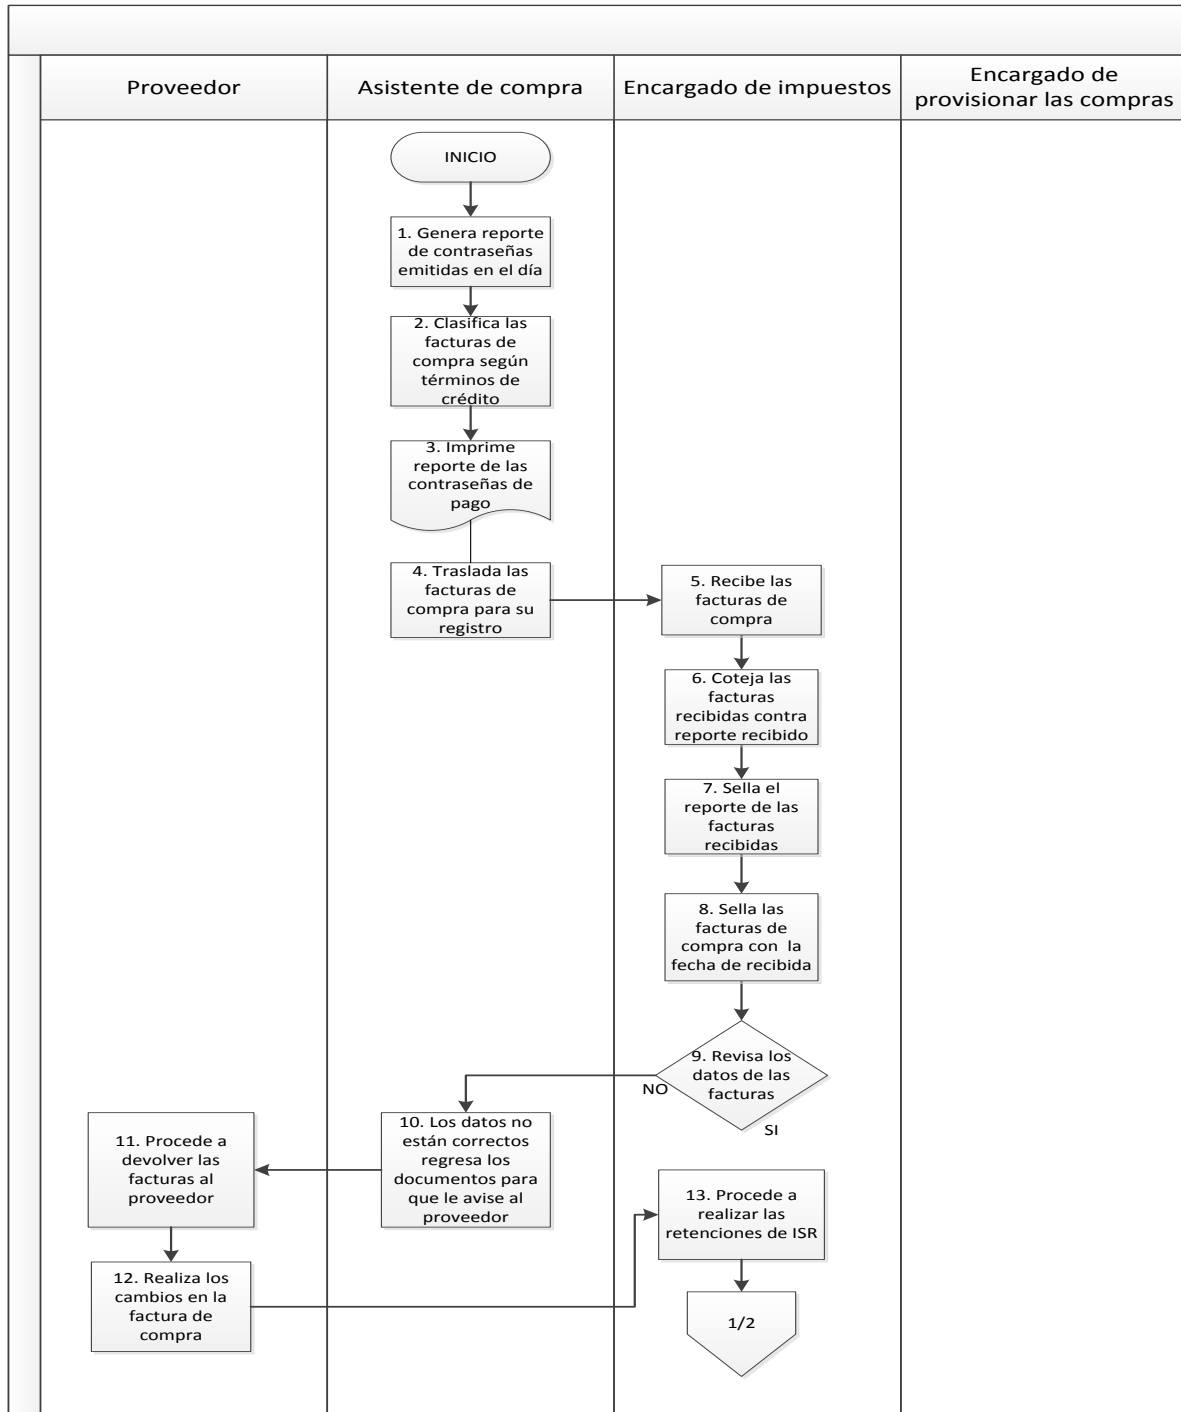 Proveedor
Asistente de compra
Encargado de impuestos
Encargado de
provisionar las compras
INICIO
1. Genera reporte
de contraseñas
emitidas en el día
2. Clasifica las
facturas de
compra según
términos de
crédito
3. Imprime
reporte de las
contraseñas de
pago
4. Traslada las
facturas de
compra para su
registro
5. Recibe las
facturas de
compra
6. Coteja las
facturas
recibidas contra
reporte recibido
7. Sella el
reporte de las
facturas
recibidas
8. Sella las
facturas de
compra con la
fecha de recibida
9. Revisa los
datos de las
facturas
NO
SI
10. Los datos no
están correctos
regresa los
documentos para
que le avise al
proveedor
11. Procede a
devolver las
facturas al
proveedor
12. Realiza los
cambios en la
factura de
compra
13. Procede a
realizar las
retenciones de ISR
1/2